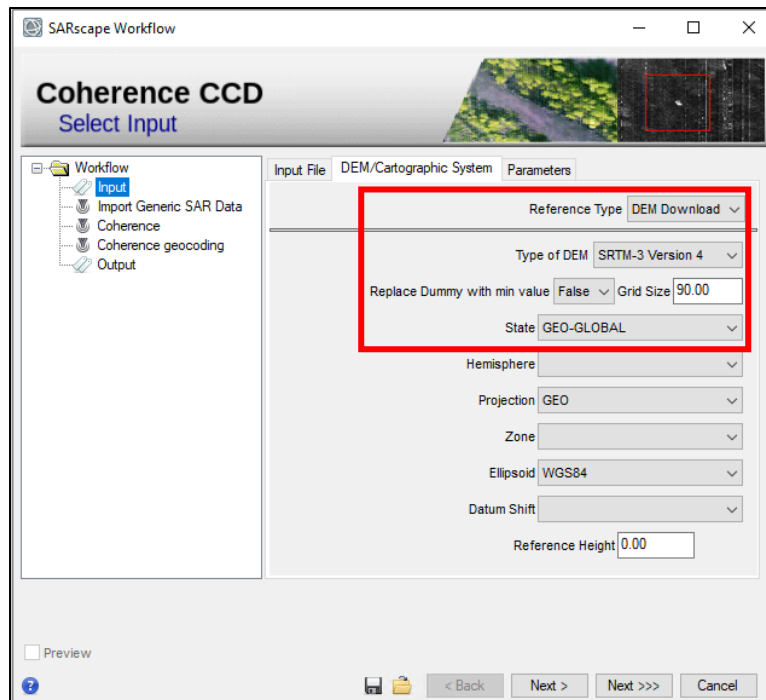 SARscape Workflow
Coherence CCD
Select Input
Workflow
Input
Import Generic SAR Data
Coherence
Coherence geocoding
Output
Input File DEM/Cartographic System Parameters
Reference Type DEM Download
Type of DEM SRTM-3 Version 4
Replace Dummy with min value False Grid Size 90.00
State GEO-GLOBAL
Hemisphere
Projection GEO
Zone
Ellipsoid WGS84
Datum Shift
Reference Height 0.00
Preview
? < Back Next > Next >>> Cancel